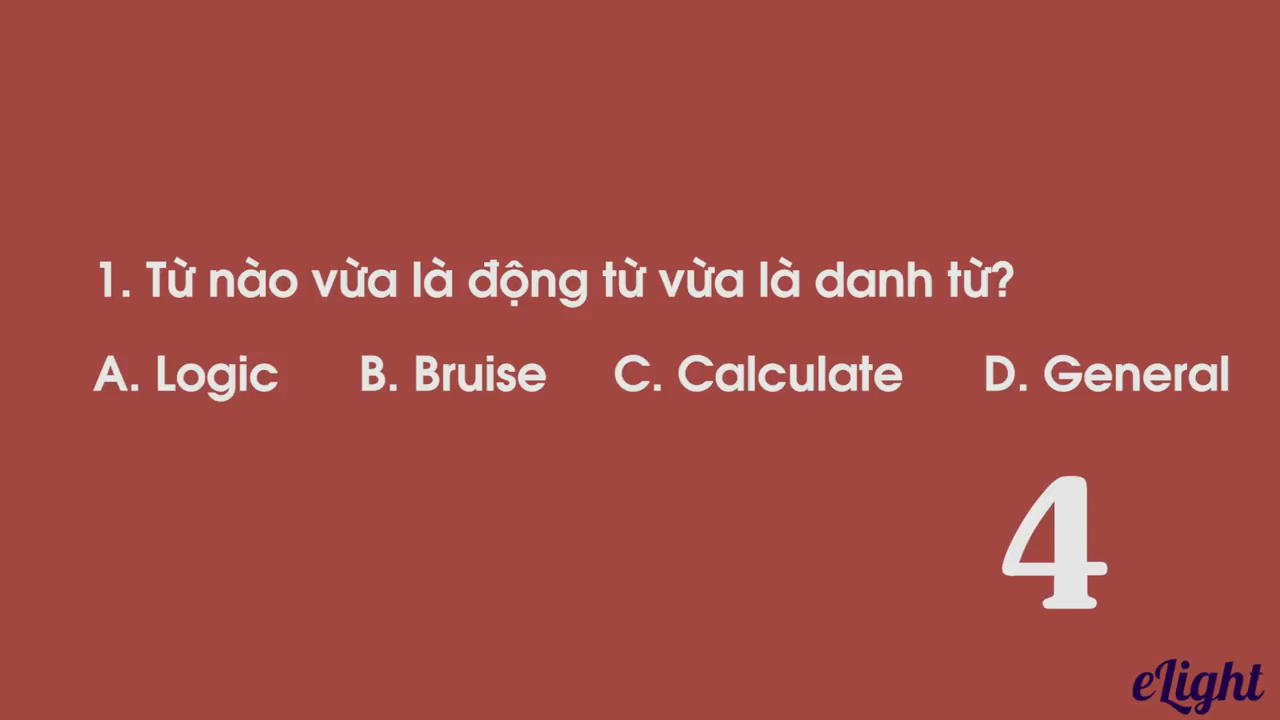 1. Từ nào vừa là động từ vừa là danh từ?
A. Logic B. Bruise C. Calculate D. General
4
eLight